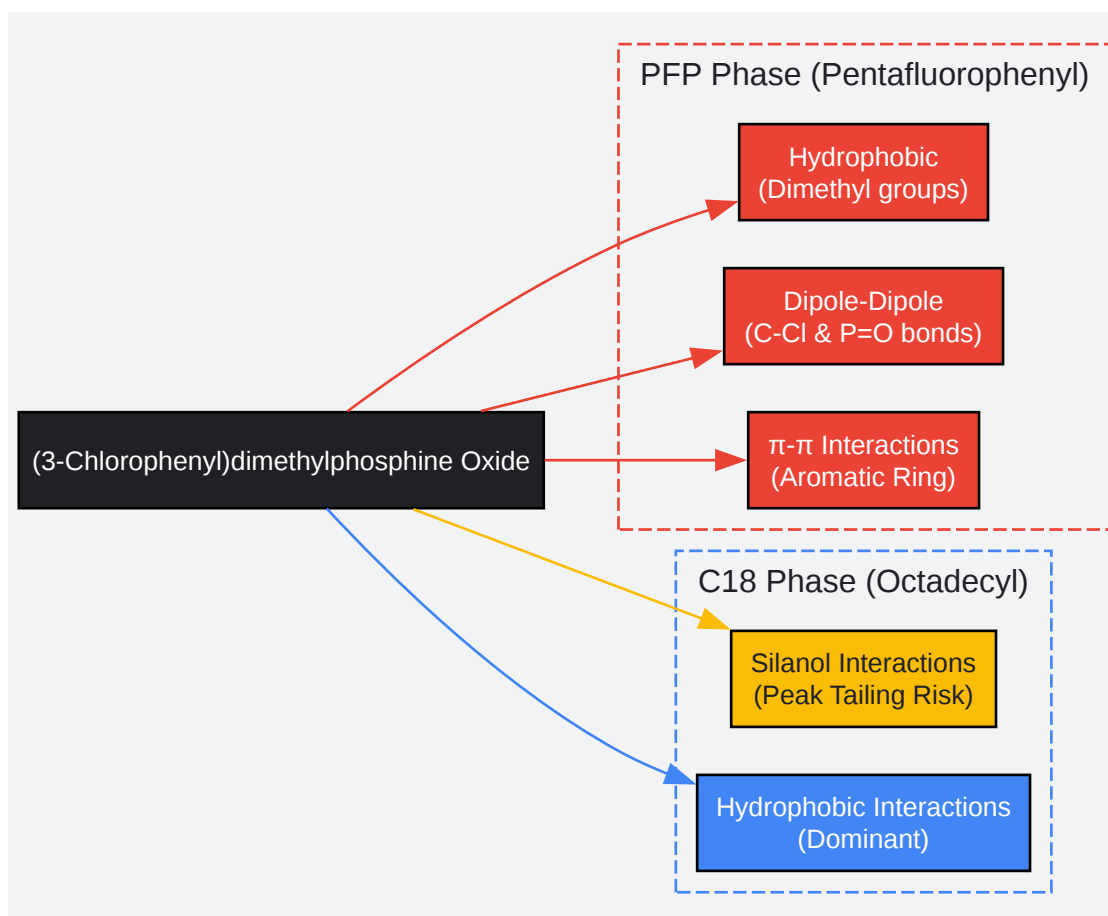 PFP Phase (Pentafluorophenyl)
Hydrophobic
(Dimethyl groups)
Dipole-Dipole
(C-Cl & P=O bonds)
(3-Chlorophenyl)dimethylphosphine Oxide
π-π Interactions
(Aromatic Ring)
C18 Phase (Octadecyl)
Silanol Interactions
(Peak Tailing Risk)
Hydrophobic Interactions
(Dominant)